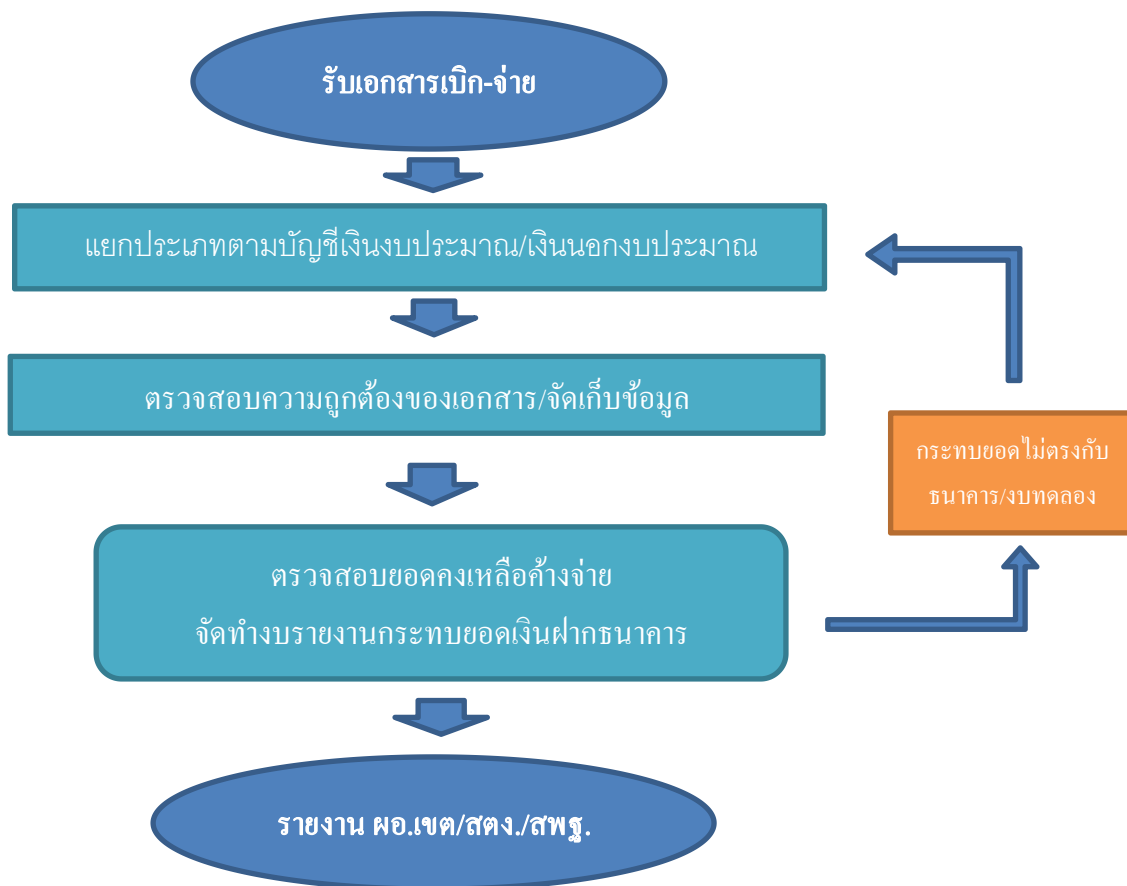 รับเอกสารเบิก-จ่าย
แยกประเภทตามบัญชีเงินงบประมาณ/เงินนอกงบประมาณ
ตรวจสอบความถูกต้องของเอกสาร/จัดเก็บข้อมูล
กระทบยอดไม่ตรงกับ
ธนาคาร/งบทดลอง
ตรวจสอบยอดคงเหลือค้างจ่าย
จัดทำงบรายงานกระทบยอดเงินฝากธนาคาร
รายงาน ผอ.เขต/สตง./สพฐ.